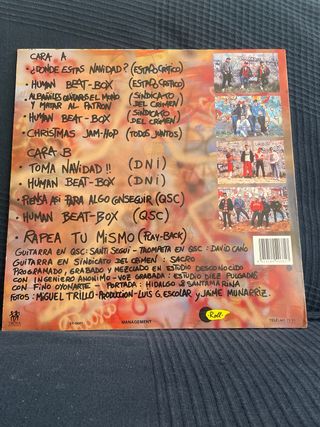 CARA A
• ¿DONDE ESTAS NAVIDAD? (ESTADO CRITICO)
• HUMAN BEAT-BOX (ESTADO CRITICO)
• ALBAÑILES QUITAROS EL MONO (SINDICATO
Y MATAR AL PATRON DEL CRIMEN)
• HUMAN BEAT-BOX (SINDICATO
DEL CRIMEN)
• CHRISTMAS JAM-HOP (TODOS JUNTOS)
CARA B
• TOMA NAVIDAD!! (DNi)
• HUMAN BEAT-BOX (DNi)
• PIENSA ASI PARA ALGO CONSEGUIR (QSC)
• HUMAN BEAT-BOX (QSC)
• RAPEA TU MISMO (PLAY-BACK)
GUITARRA EN QSC: SANTI SEGUI - TROMPETA EN QSC: DAVID CANO
GUITARRA EN SINDICATO DEL CRIMEN: SACRO
PROGRAMADO, GRABADO Y MEZCLADO EN ESTUDIO DESCONOCIDO
CON INGENIERO ANONIMO - VOZ GRABADA: ESTUDIO DIEZ PULGADAS
CON FINO OYONARTE - PORTADA: HIDALGO & SANTAMARINA
FOTOS: MIGUEL TRILLO - PRODUCCION - LUIS G. ESCOLAR Y JAIME MUNARRIZ.
MANAGEMENT
Roll